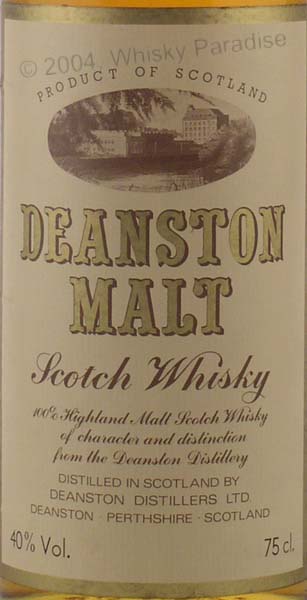 © 2004, Whisky Paradise
PRODUCT OF SCOTLAND
DEANSTON
MALT
Scotch Whisky
100% Highland Malt Scotch Whisky
of character and distinction
from the Deanston Distillery
DISTILLED IN SCOTLAND BY
DEANSTON DISTILLERS LTD.
DEANSTON · PERTHSHIRE · SCOTLAND
40% Vol. 75 cl.